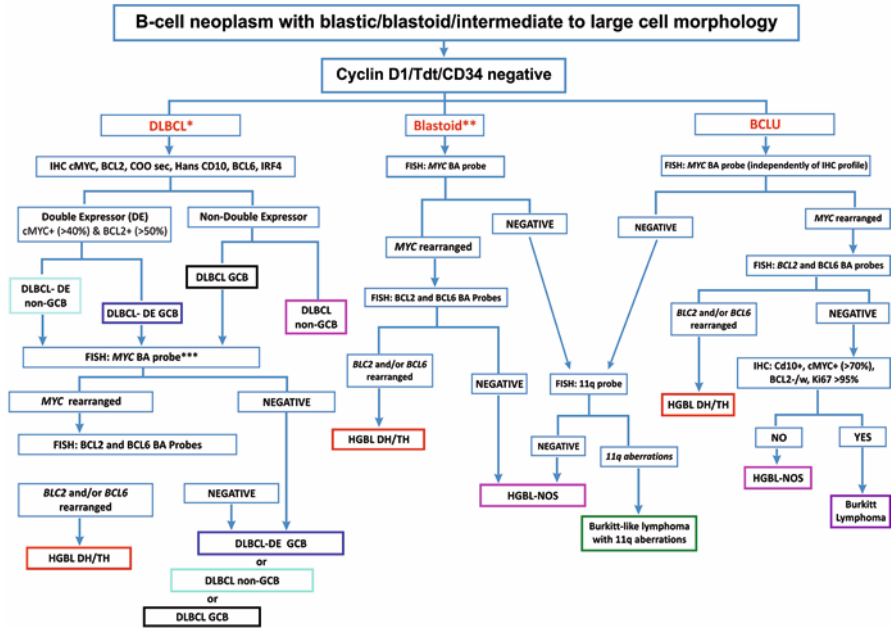 B-cell neoplasm with blastic/blastoid/intermediate to large cell morphology
Cyclin D1/Tdt/CD34 negative
DLBCL*
IHC cMYC, BCL2, COO sec, Hans CD10, BCL6, IRF4
Double Expressor (DE)
cMYC+ (>40%) & BCL2+ (>50%)
Non-Double Expressor
DLBCL- DE
non-GCB
DLBCL- DE GCB
DLBCL GCB
DLBCL
non-GCB
FISH: MYC BA probe***
MYC rearranged
NEGATIVE
FISH: BCL2 and BCL6 BA Probes
BLC2 and/or BCL6
rearranged
NEGATIVE
HGBL DH/TH
DLBCL-DE GCB
or
DLBCL non-GCB
or
DLBCL GCB
Blastoid**
FISH: MYC BA probe
MYC rearranged
NEGATIVE
FISH: BCL2 and BCL6 BA Probes
BLC2 and/or BCL6
rearranged
NEGATIVE
HGBL DH/TH
FISH: 11q probe
NEGATIVE
11q aberrations
HGBL-NOS
Burkitt-like lymphoma
with 11q aberrations
BCLU
FISH: MYC BA probe (independently of IHC profile)
NEGATIVE
MYC rearranged
FISH: BCL2 and BCL6 BA probes
BLC2 and/or BCL6
rearranged
NEGATIVE
HGBL DH/TH
IHC: Cd10+, cMYC+ (>70%),
BCL2-/w, Ki67 >95%
NO
YES
HGBL-NOS
Burkitt
Lymphoma